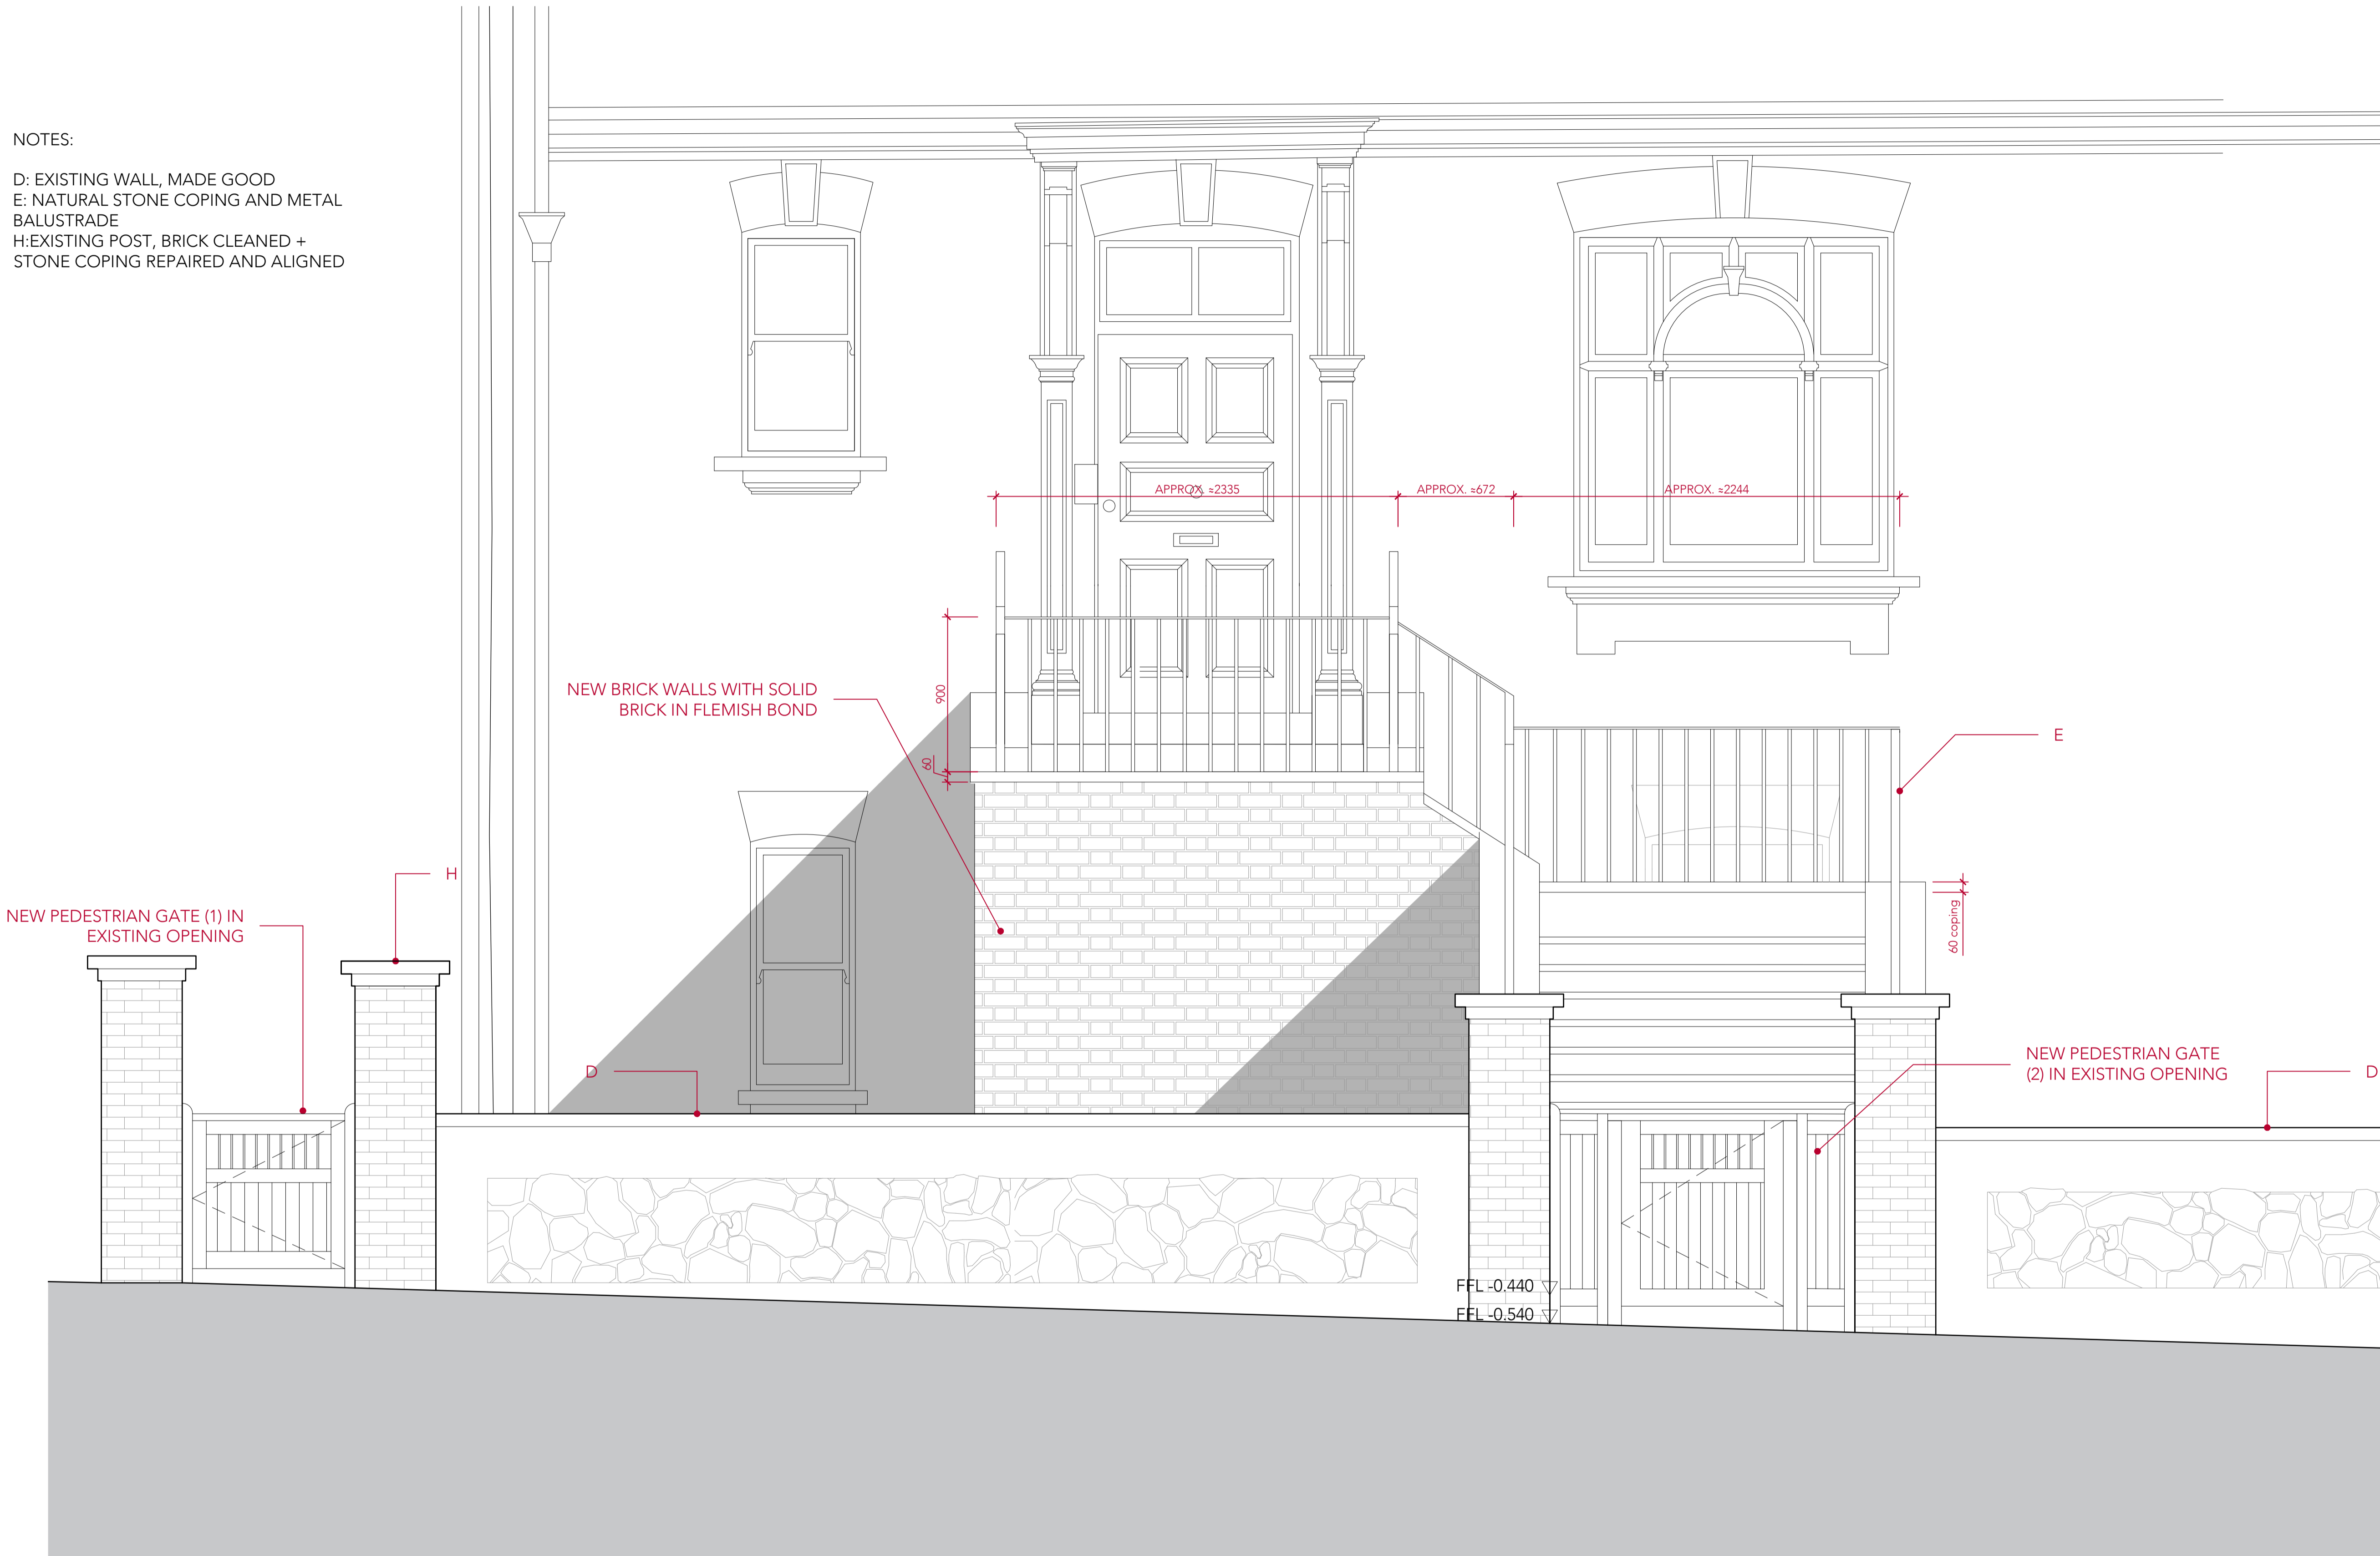 NOTES:
D: EXISTING WALL, MADE GOOD
E: NATURAL STONE COPING AND METAL
BALUSTRADE
H:EXISTING POST, BRICK CLEANED +
STONE COPING REPAIRED AND ALIGNED
APPROX. ≈2335
APPROX. ≈672
APPROX. ≈2244
NEW BRICK WALLS WITH SOLID
BRICK IN FLEMISH BOND
900
60
E
H
NEW PEDESTRIAN GATE (1) IN
EXISTING OPENING
60 coping
D
NEW PEDESTRIAN GATE
(2) IN EXISTING OPENING
D
FFL -0.440
FFL -0.540